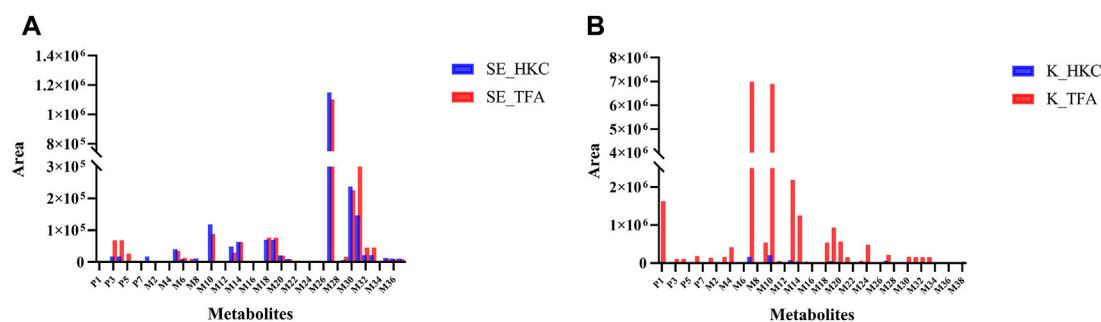 A
1.4×10⁶
1.2×10⁶
1×10⁶
8×10⁵
3×10⁵
2×10⁵
1×10⁵
0
Area
SE_HKC
SE_TFA
P1 P3 P5 P7 M2 M4 M6 M8 M10 M12 M14 M16 M18 M20 M22 M24 M26 M28 M30 M32 M34 M36
Metabolites
B
8×10⁶
7×10⁶
6×10⁶
5×10⁶
4×10⁶
2×10⁶
1×10⁶
0
Area
K_HKC
K_TFA
P1 P3 P5 P7 M2 M4 M6 M8 M10 M12 M14 M16 M18 M20 M22 M24 M26 M28 M30 M32 M34 M36 M38
Metabolites